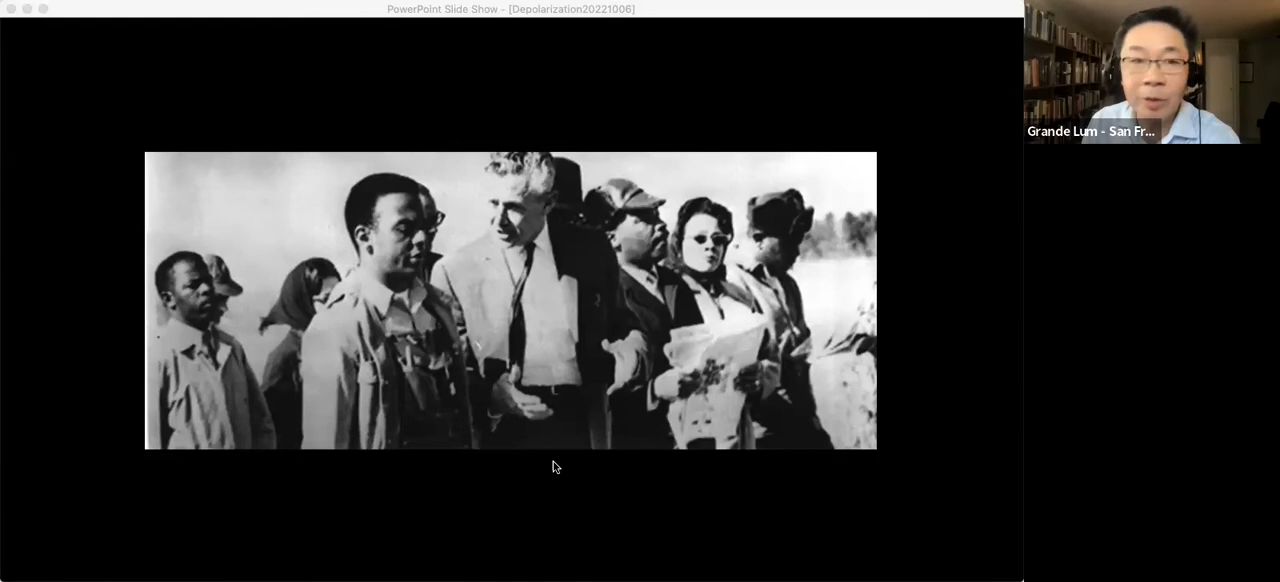 PowerPoint Slide Show - [Depolarization20221006]
Grande Lum - San Fr...